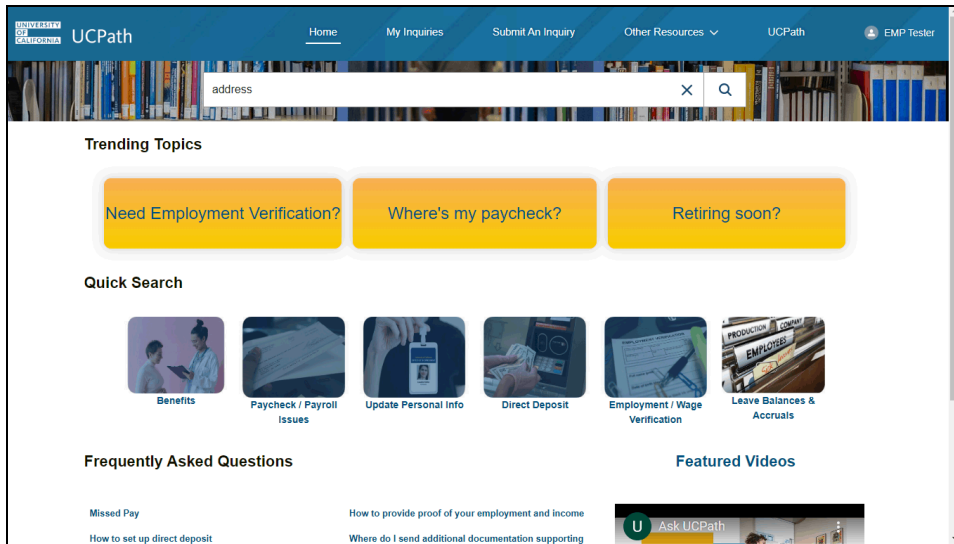 UNIVERSITY
OF
CALIFORNIA
UCPath
Home
My Inquiries
Submit An Inquiry
Other Resources
UCPath
EMP Tester
address
Trending Topics
Need Employment Verification?
Where's my paycheck?
Retiring soon?
Quick Search
PRODUCTION
COMPANY
EMPLOYEES
Benefits
Paycheck / Payroll
Issues
Update Personal Info
Direct Deposit
Employment / Wage
Verification
Leave Balances &
Accruals
Frequently Asked Questions
Featured Videos
Missed Pay
How to provide proof of your employment and income
How to set up direct deposit
Where do I send additional documentation supporting
U
Ask UCPath